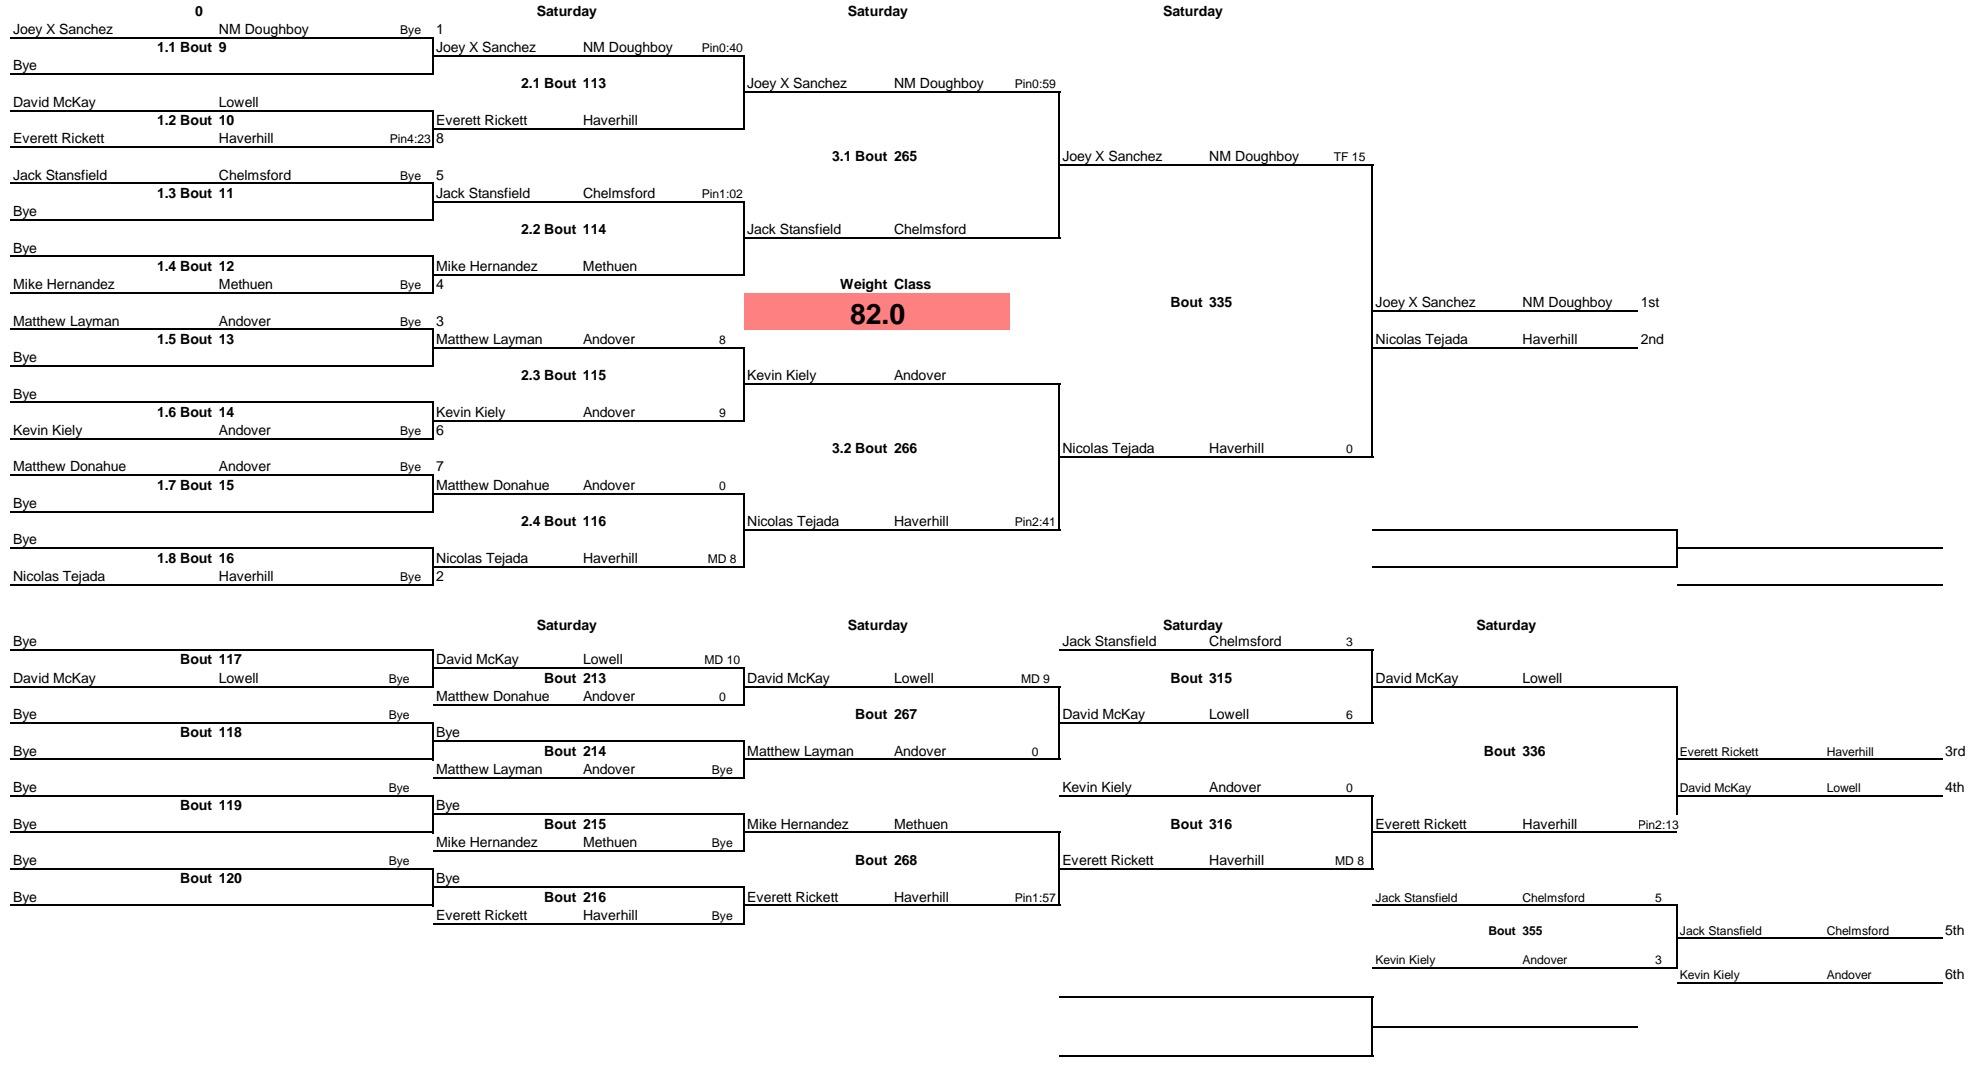 0 Saturday Saturday Saturday
Joey X Sanchez NM Doughboy Bye 1
1.1 Bout 9 Joey X Sanchez NM Doughboy Pin0:40
Bye
2.1 Bout 113 Joey X Sanchez NM Doughboy Pin0:59
David McKay Lowell
1.2 Bout 10 Everett Rickett Haverhill
Everett Rickett Haverhill Pin4:23 8
3.1 Bout 265 Joey X Sanchez NM Doughboy TF 15
Jack Stansfield Chelmsford Bye 5
1.3 Bout 11 Jack Stansfield Chelmsford Pin1:02
Bye
2.2 Bout 114 Jack Stansfield Chelmsford
Bye
1.4 Bout 12 Mike Hernandez Methuen
Mike Hernandez Methuen Bye 4 Weight Class
Bout 335 Joey X Sanchez NM Doughboy 1st
82.0
Matthew Layman Andover Bye 3
1.5 Bout 13 Matthew Layman Andover 8 Nicolas Tejada Haverhill 2nd
Bye
2.3 Bout 115 Kevin Kiely Andover
Bye
1.6 Bout 14 Kevin Kiely Andover 9
Kevin Kiely Andover Bye 6
3.2 Bout 266 Nicolas Tejada Haverhill 0
Matthew Donahue Andover Bye 7
1.7 Bout 15 Matthew Donahue Andover 0
Bye
2.4 Bout 116 Nicolas Tejada Haverhill Pin2:41
Bye
1.8 Bout 16 Nicolas Tejada Haverhill MD 8
Nicolas Tejada Haverhill Bye 2
Saturday Saturday Saturday Saturday
Bye Jack Stansfield Chelmsford 3
Bout 117 David McKay Lowell MD 10
David McKay Lowell Bye Bout 213 David McKay Lowell MD 9 Bout 315 David McKay Lowell
Matthew Donahue Andover 0
Bye Bye Bout 267 David McKay Lowell 6
Bout 118 Bye
Bye Bout 214 Matthew Layman Andover 0 Bout 336 Everett Rickett Haverhill 3rd
Matthew Layman Andover Bye
Bye Bye Kevin Kiely Andover 0 David McKay Lowell 4th
Bout 119 Bye
Bye Bout 215 Mike Hernandez Methuen Bout 316 Everett Rickett Haverhill Pin2:13
Mike Hernandez Methuen Bye
Bye Bye Bout 268 Everett Rickett Haverhill MD 8
Bout 120 Bye
Bye Bout 216 Everett Rickett Haverhill Pin1:57 Jack Stansfield Chelmsford 5
Everett Rickett Haverhill Bye
Bout 355 Jack Stansfield Chelmsford 5th
Kevin Kiely Andover 3
Kevin Kiely Andover 6th